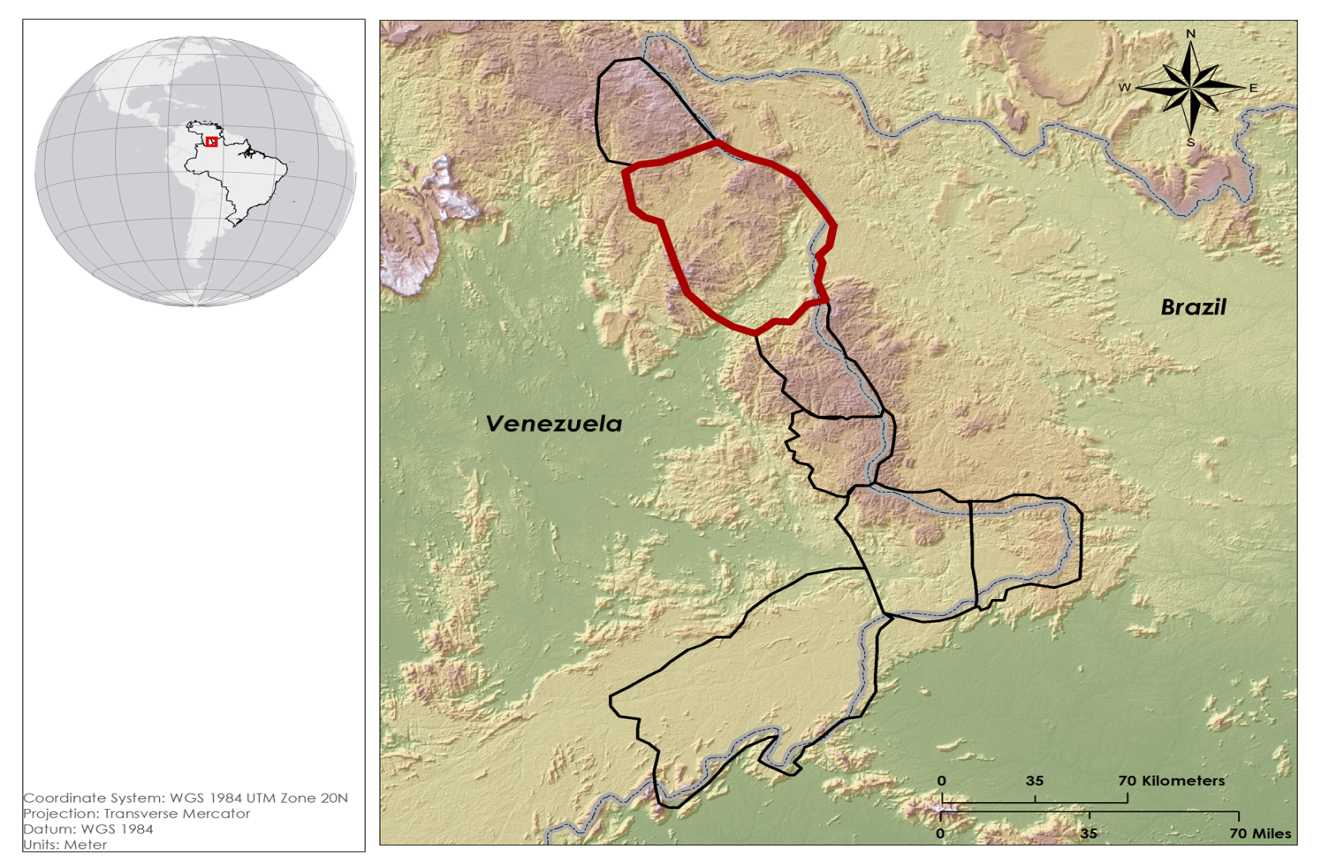 Coordinate System: WGS 1984 UTM Zone 20N
Projection: Transverse Mercator
Datum: WGS 1984
Units: Meter
N
W E
S
Brazil
Venezuela
0 35 70 Kilometers
0 35 70 Miles